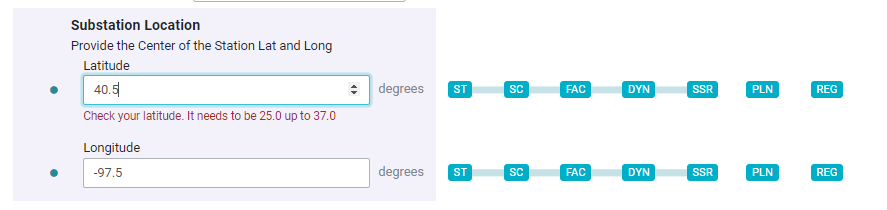 Substation Location
Provide the Center of the Station Lat and Long
Latitude
40.5 degrees ST SC FAC DYN SSR PLN REG
Check your latitude. It needs to be 25.0 up to 37.0
Longitude
-97.5 degrees ST SC FAC DYN SSR PLN REG